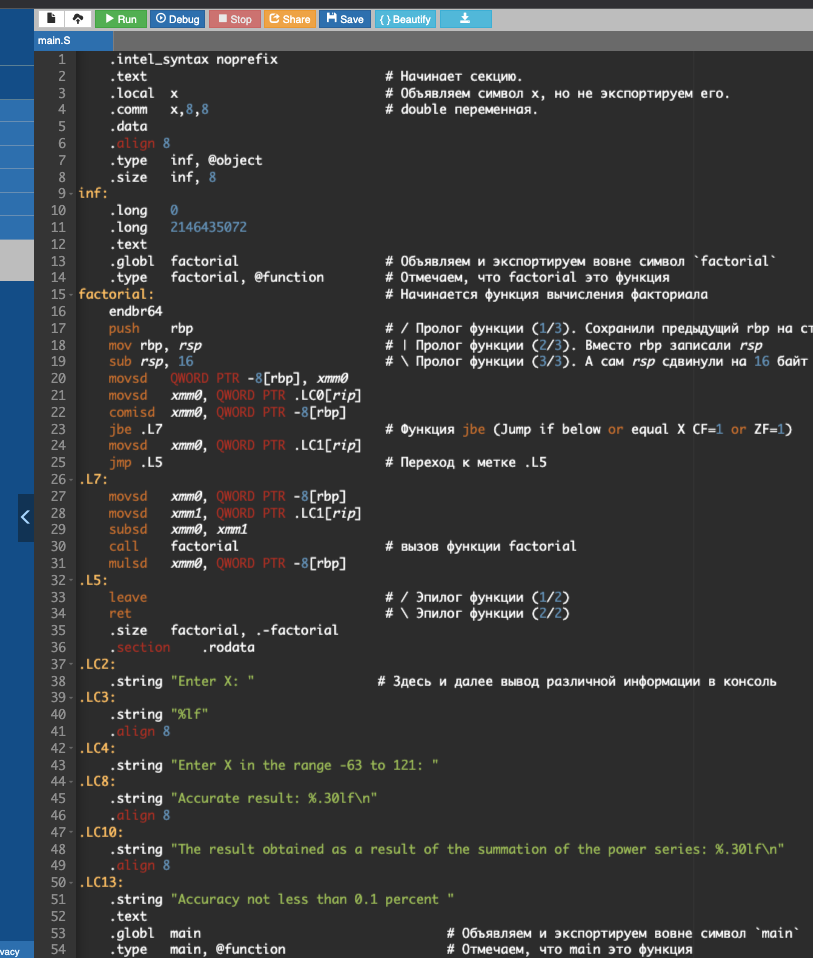 Run Debug Stop Share Save { } Beautify
main.S
1 .intel_syntax noprefix
2 .text # Начинает секцию.
3 .local x # Объявляем символ x, но не экспортируем его.
4 .comm x,8,8 # double переменная.
5 .data
6 .align 8
7 .type inf, @object
8 .size inf, 8
9 inf:
10 .long 0
11 .long 2146435072
12 .text
13 .globl factorial # Объявляем и экспортируем вовне символ `factorial`
14 .type factorial, @function # Отмечаем, что factorial это функция
15 factorial: # Начинается функция вычисления факториала
16 endbr64
17 push rbp # / Пролог функции (1/3). Сохранили предыдущий rbp на ст
18 mov rbp, rsp # | Пролог функции (2/3). Вместо rbp записали rsp
19 sub rsp, 16 # \ Пролог функции (3/3). А сам rsp сдвинули на 16 байт
20 movsd QWORD PTR -8[rbp], xmm0
21 movsd xmm0, QWORD PTR .LC0[rip]
22 comisd xmm0, QWORD PTR -8[rbp]
23 jbe .L7 # Функция jbe (Jump if below or equal X CF=1 or ZF=1)
24 movsd xmm0, QWORD PTR .LC1[rip]
25 jmp .L5 # Переход к метке .L5
26 .L7:
27 movsd xmm0, QWORD PTR -8[rbp]
28 movsd xmm1, QWORD PTR .LC1[rip]
29 subsd xmm0, xmm1
30 call factorial # вызов функции factorial
31 mulsd xmm0, QWORD PTR -8[rbp]
32 .L5:
33 leave # / Эпилог функции (1/2)
34 ret # \ Эпилог функции (2/2)
35 .size factorial, .-factorial
36 .section .rodata
37 .LC2:
38 .string "Enter X: " # Здесь и далее вывод различной информации в консоль
39 .LC3:
40 .string "%lf"
41 .align 8
42 .LC4:
43 .string "Enter X in the range -63 to 121: "
44 .LC8:
45 .string "Accurate result: %.30lf\n"
46 .align 8
47 .LC10:
48 .string "The result obtained as a result of the summation of the power series: %.30lf\n"
49 .align 8
50 .LC13:
51 .string "Accuracy not less than 0.1 percent "
52 .text
53 .globl main # Объявляем и экспортируем вовне символ `main`
54 .type main, @function # Отмечаем, что main это функция
vacy